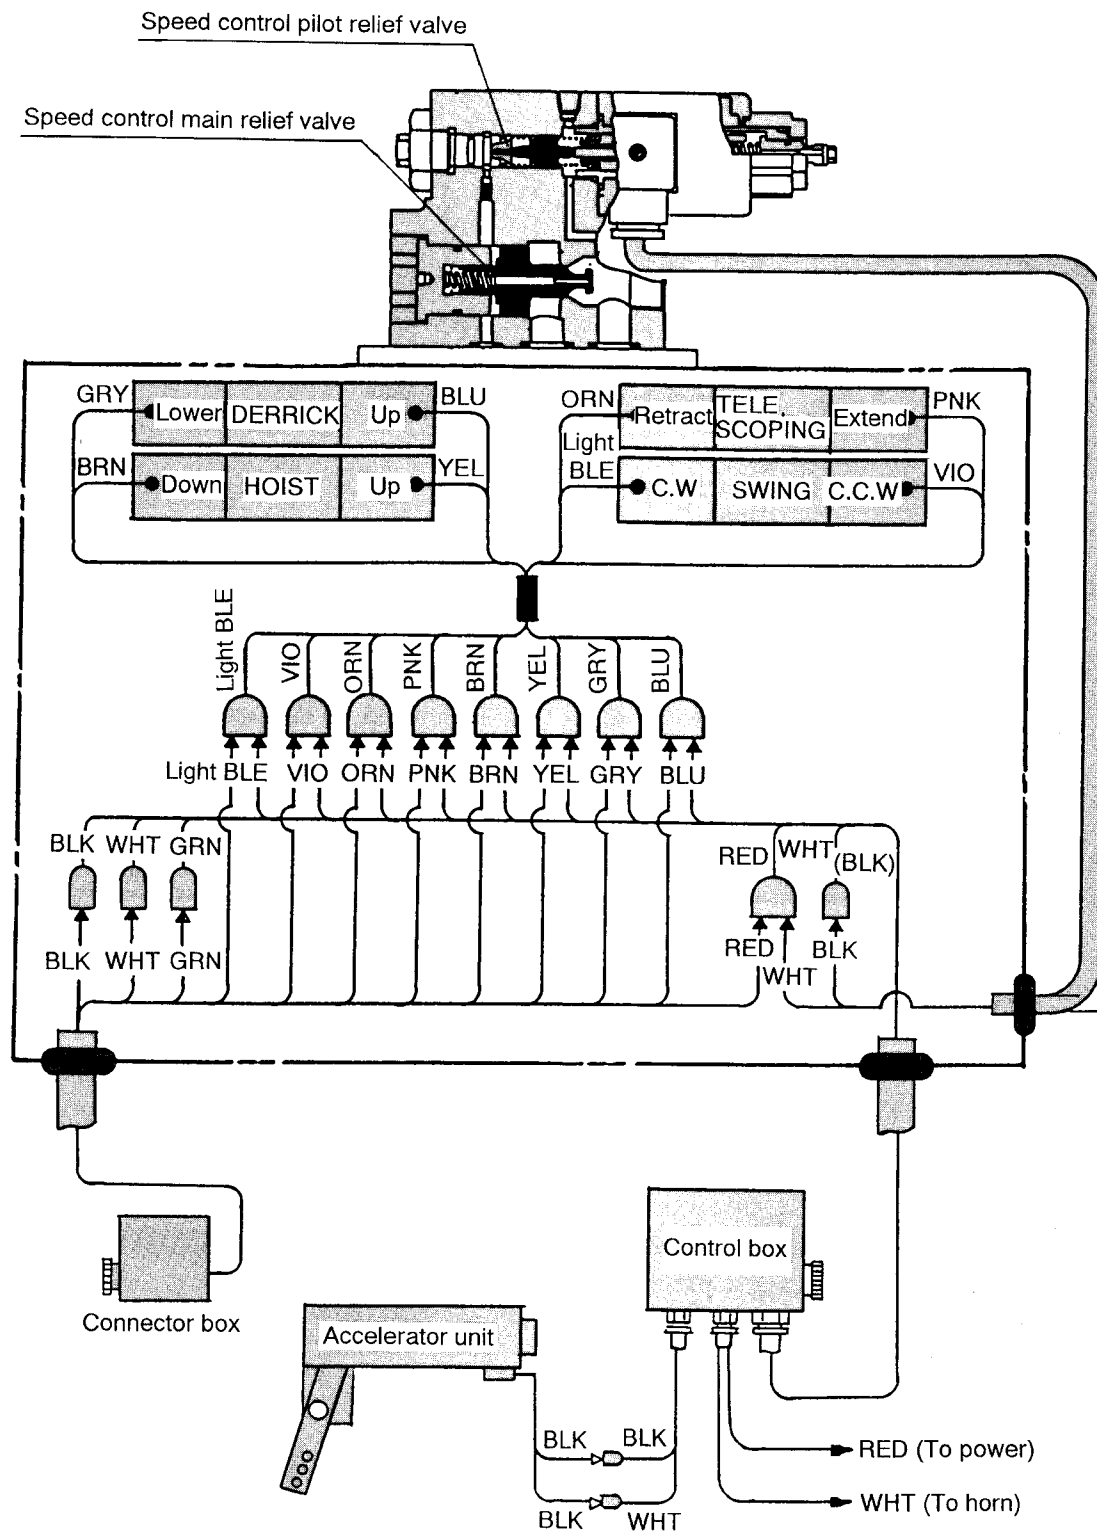 Speed control pilot relief valve
Speed control main relief valve
GRY
Lower
DERRICK
Up
BLU
ORN
Retract
TELE.
SCOPING
Extend
PNK
BRN
Down
HOIST
Up
YEL
Light
BLE
C.W
SWING
C.C.W
VIO
Light BLE
VIO
ORN
PNK
BRN
YEL
GRY
BLU
Light BLE
VIO
ORN
PNK
BRN
YEL
GRY
BLU
BLK
WHT
GRN
RED
WHT
(BLK)
BLK
WHT
GRN
RED
WHT
BLK
Control box
Connector box
Accelerator unit
BLK
BLK
RED (To power)
BLK
WHT
WHT (To horn)